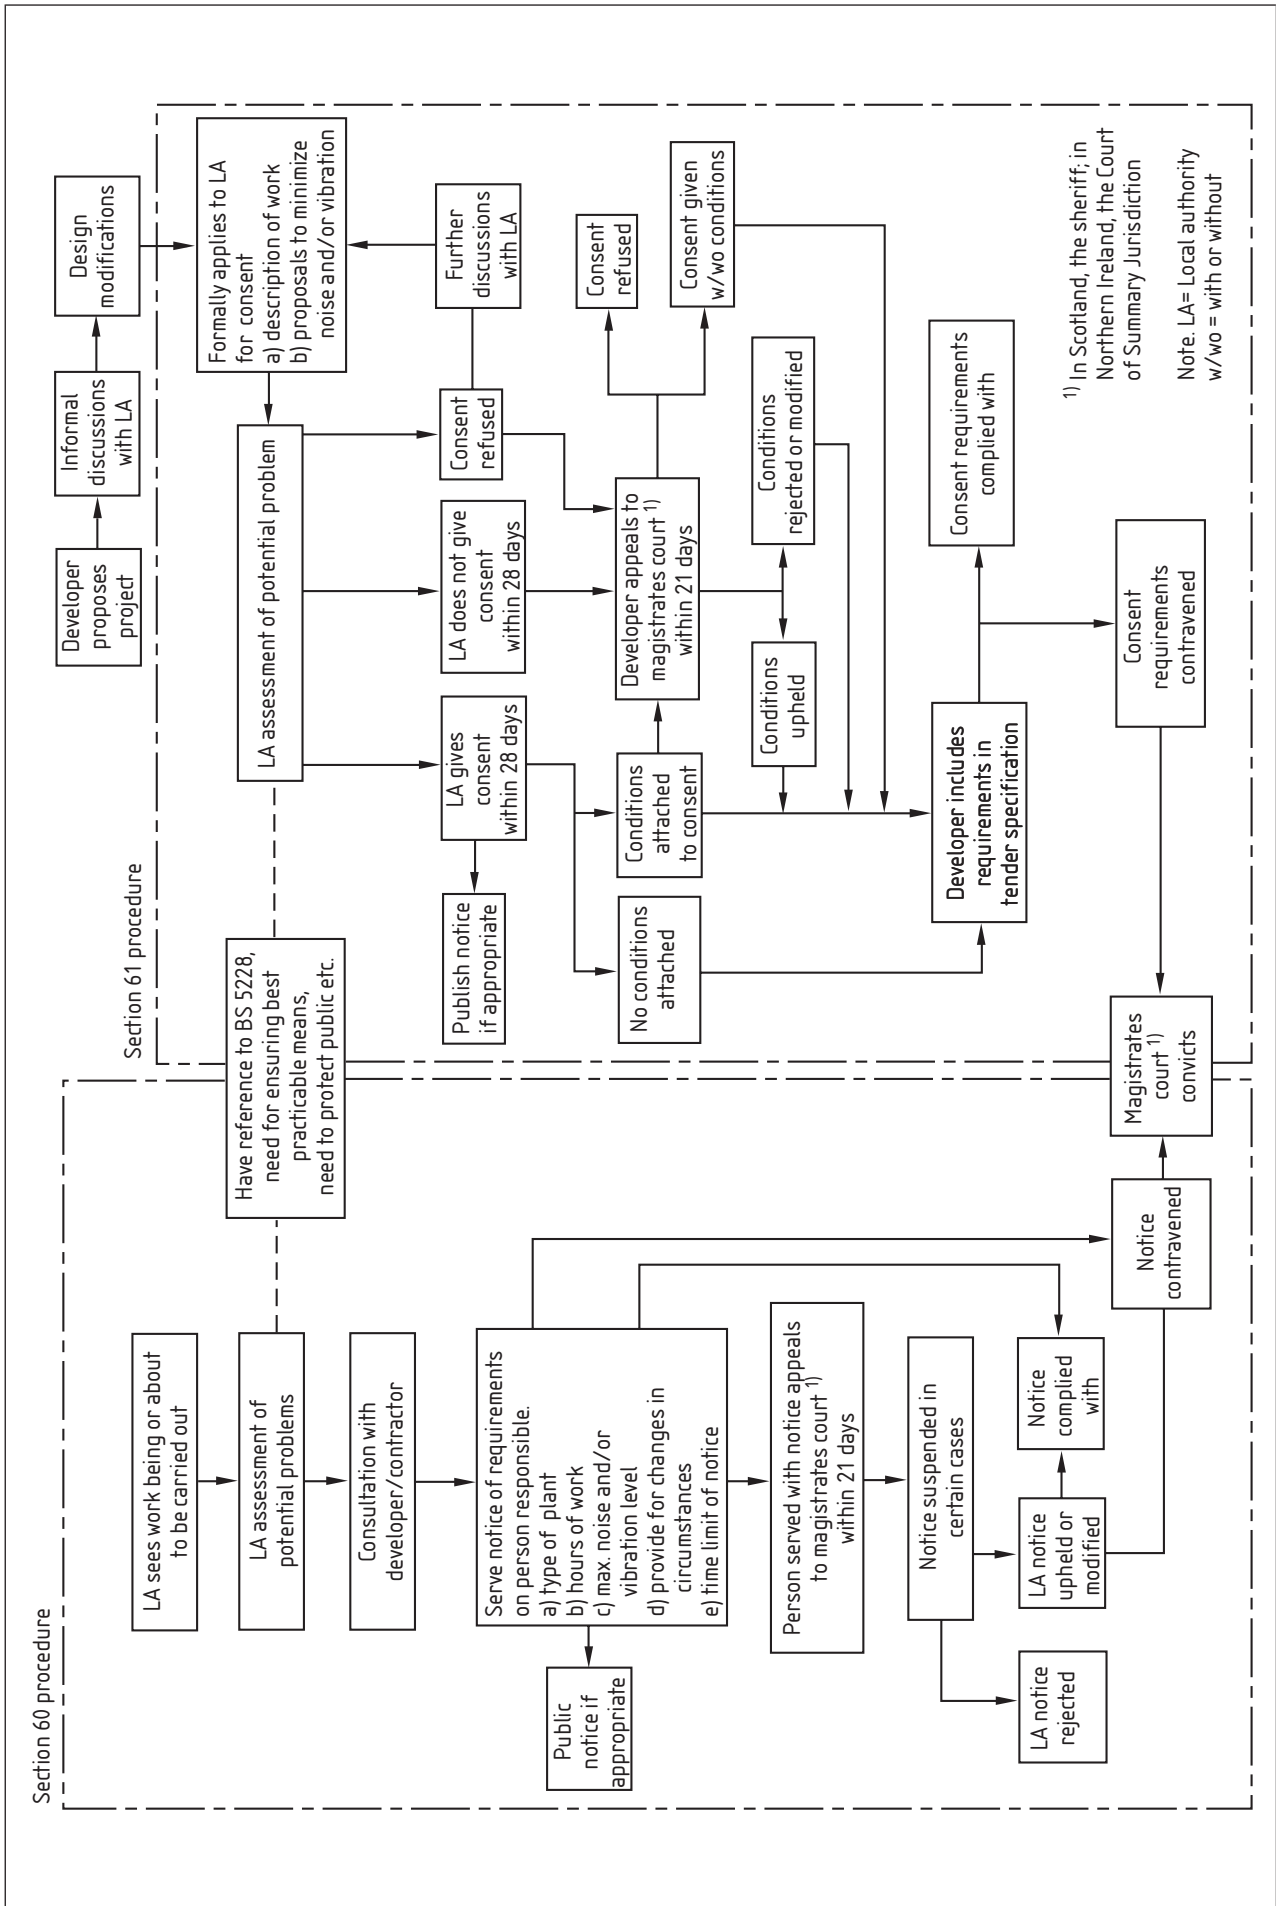 Section 60 procedure
LA sees work being or about
to be carried out
LA assessment of
potential problems
Consultation with
developer/contractor
Serve notice of requirements
on person responsible.
a) type of plant
b) hours of work
c) max. noise and/or
vibration level
d) provide for changes in
circumstances
e) time limit of notice
Public
notice if
appropriate
Person served with notice appeals
to magistrates court 1)
within 21 days
Notice suspended in
certain cases
LA notice
rejected
LA notice
upheld or
modified
Notice
complied
with
Notice
contravened
Have reference to BS 5228,
need for ensuring best
practicable means,
need to protect public etc.
Magistrates
court 1)
convicts
Section 61 procedure
Developer
proposes
project
Informal
discussions
with LA
Design
modifications
Formally applies to LA
for consent
a) description of work
b) proposals to minimize
noise and/or vibration
LA assessment of potential problem
LA gives
consent
within 28 days
LA does not give
consent
within 28 days
Consent
refused
Further
discussions
with LA
Publish notice
if appropriate
No conditions
attached
Conditions
attached
to consent
Developer appeals to
magistrates court 1)
within 21 days
Consent
refused
Consent given
w/wo conditions
Conditions
upheld
Conditions
rejected or modified
Developer includes
requirements in
tender specification
Consent requirements
complied with
Consent
requirements
contravened
1) In Scotland, the sheriff; in
Northern Ireland, the Court
of Summary Jurisdiction
Note. LA= Local authority
w/wo = with or without